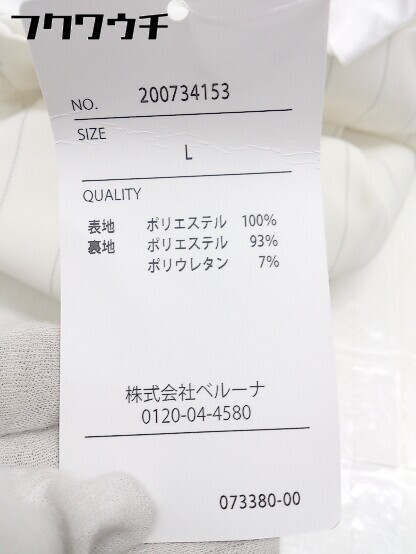 フクワウチ
NO. 200734153
SIZE
L
QUALITY
表地 ポリエステル 100%
裏地 ポリエステル 93%
ポリウレタン 7%
株式会社ベルーナ
0120-04-4580
073380-00